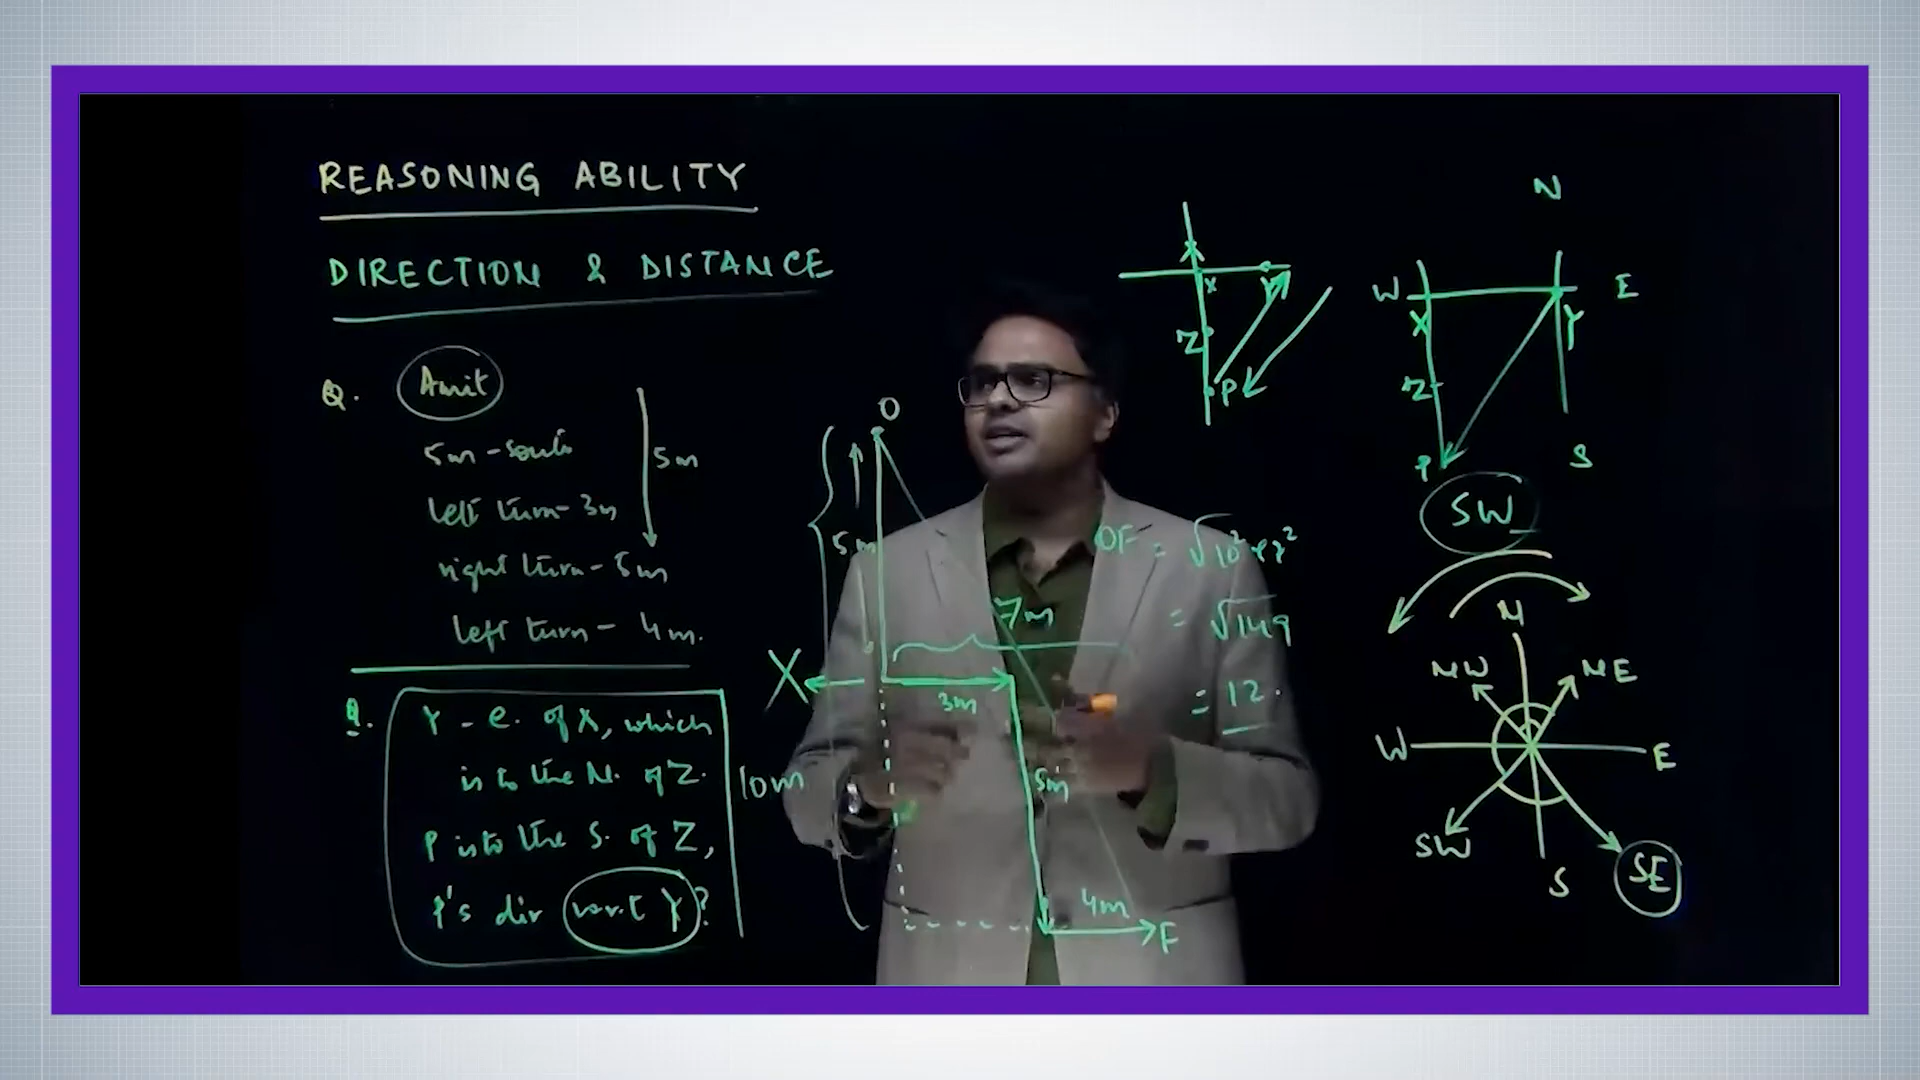 REASONING ABILITY
DIRECTION & DISTANCE
Q. Amit
5m - south
left turn - 3m
right turn - 5m
left turn - 4m.
5m
Q. Y - e. of X, which
is to the N. of Z.
P is to the S. of Z,
P's dir w.r.t Y?
O
5m
X
3m
7m
10m
5m
4m
F
OF = √10²+7²
= √149
= 12.
X
Y
Z
P
N
W
E
X
Y
Z
P
S
SW
N
NW
NE
W
E
SW
S
SE